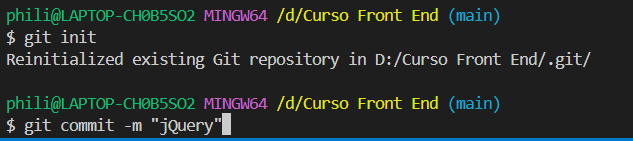 phili@LAPTOP-CH0B5SO2 MINGW64 /d/Curso Front End (main)
$ git init
Reinitialized existing Git repository in D:/Curso Front End/.git/
phili@LAPTOP-CH0B5SO2 MINGW64 /d/Curso Front End (main)
$ git commit -m "jQuery"